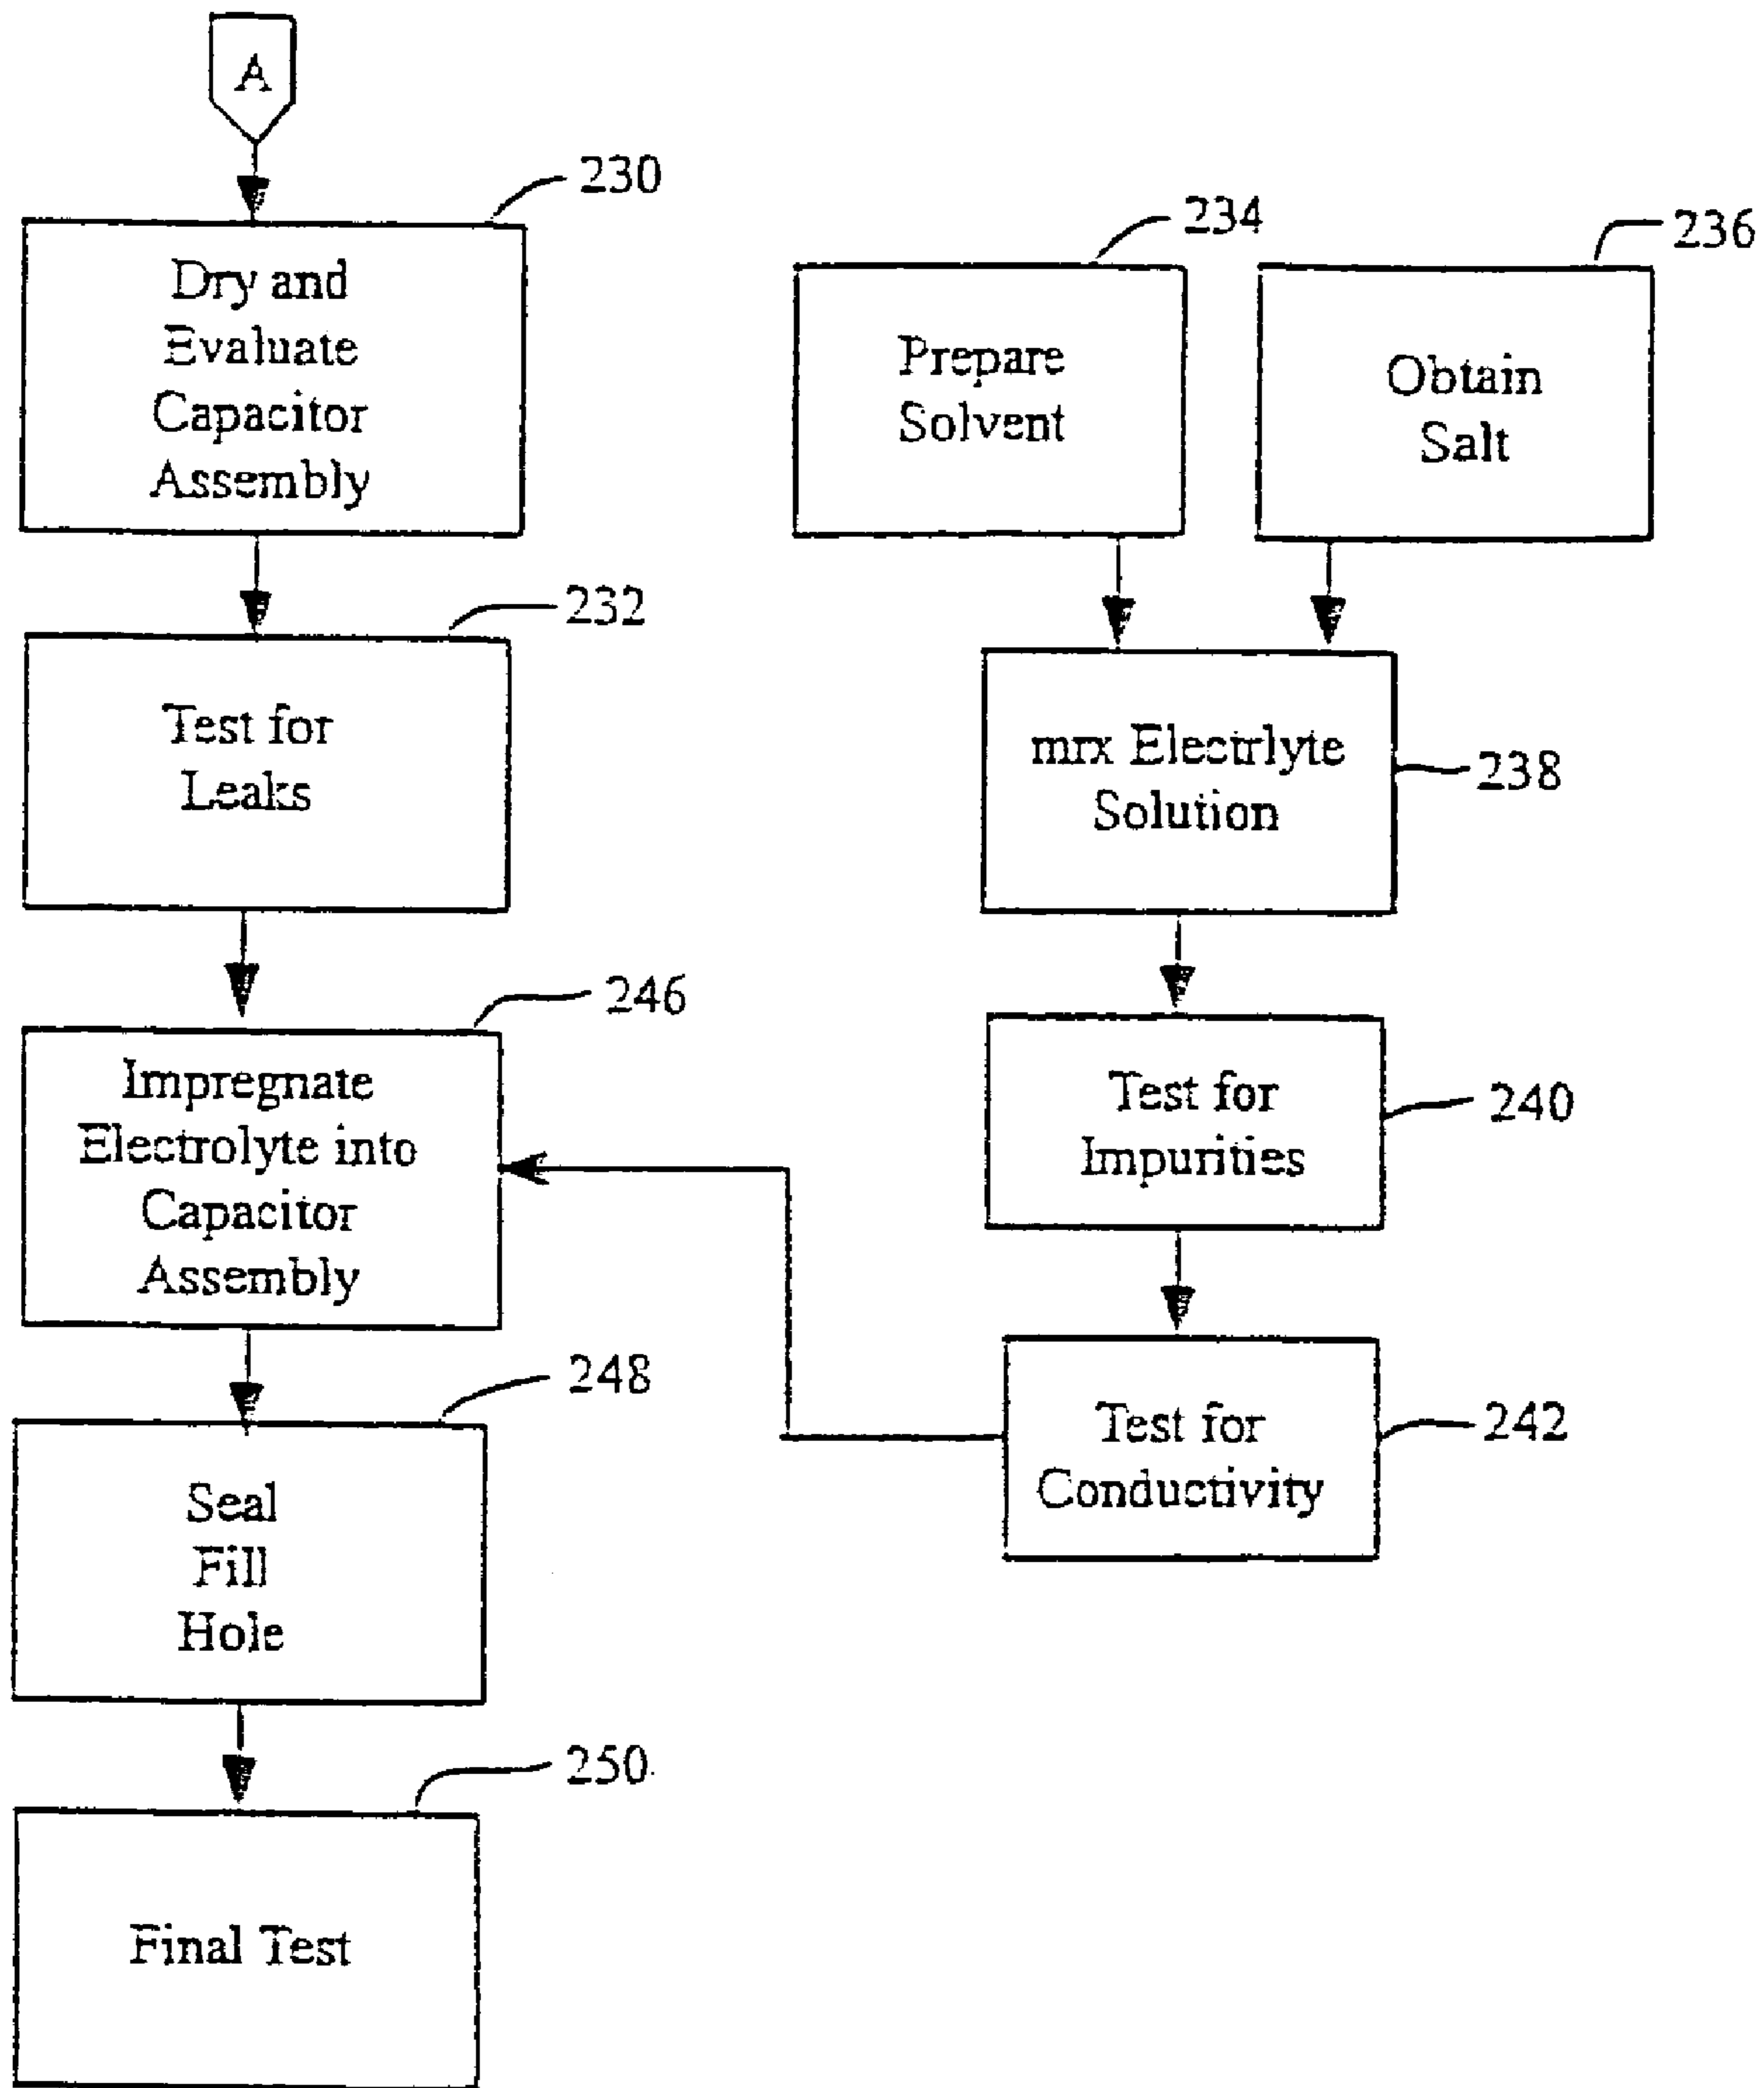 A
230
Dry and
Evaluate
Capacitor
Assembly
232
Test for
Leaks
246
Impregnate
Electrolyte into
Capacitor
Assembly
248
Seal
Fill
Hole
250
Final Test
234
Prepare
Solvent
236
Obtain
Salt
238
mrx Electrlyte
Solution
240
Test for
Impurities
242
Test for
Conductivity